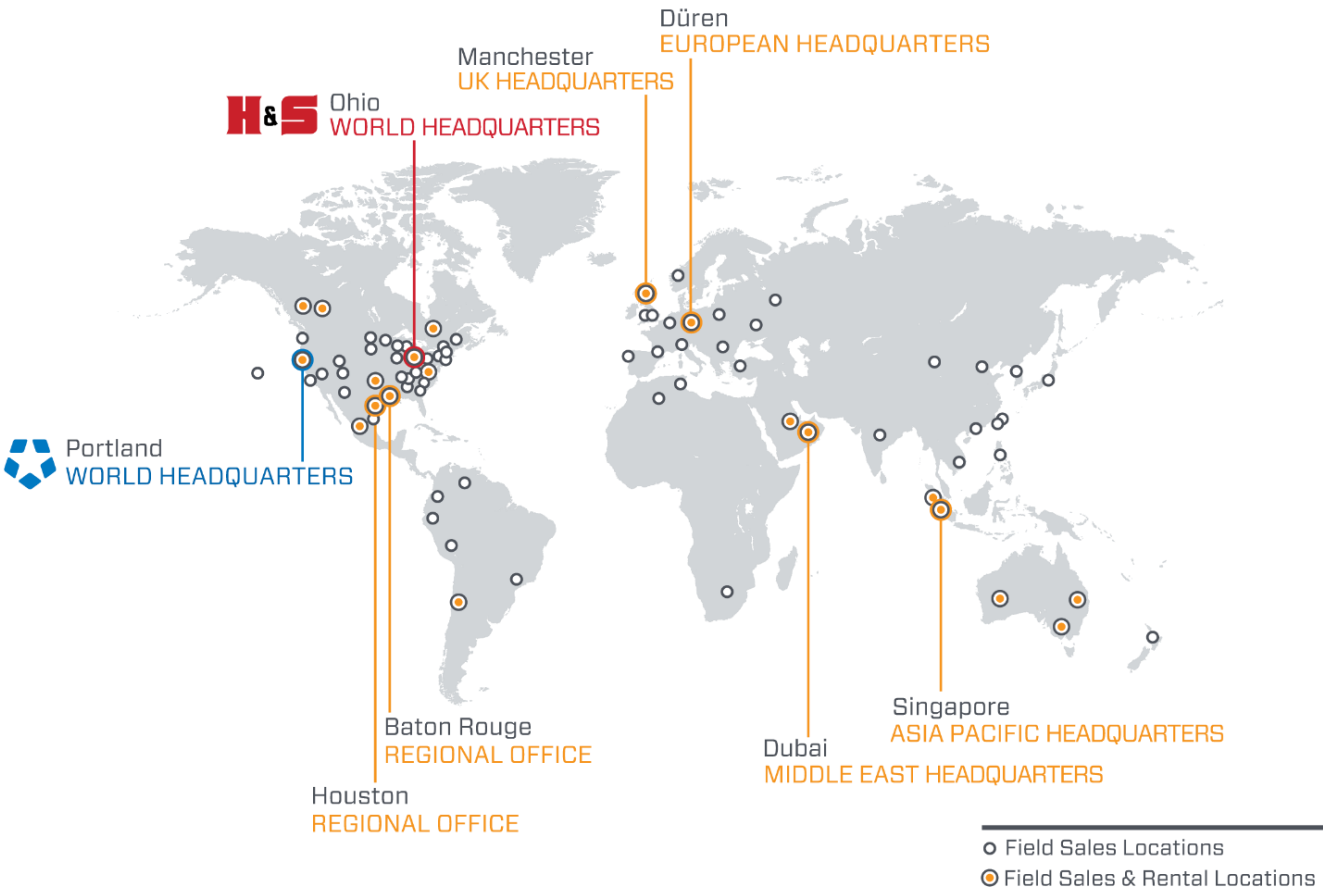 Düren
EUROPEAN HEADQUARTERS
Manchester
UK HEADQUARTERS
H&S
Ohio
WORLD HEADQUARTERS
Portland
WORLD HEADQUARTERS
Baton Rouge
REGIONAL OFFICE
Houston
REGIONAL OFFICE
Singapore
ASIA PACIFIC HEADQUARTERS
Dubai
MIDDLE EAST HEADQUARTERS
Field Sales Locations
Field Sales & Rental Locations